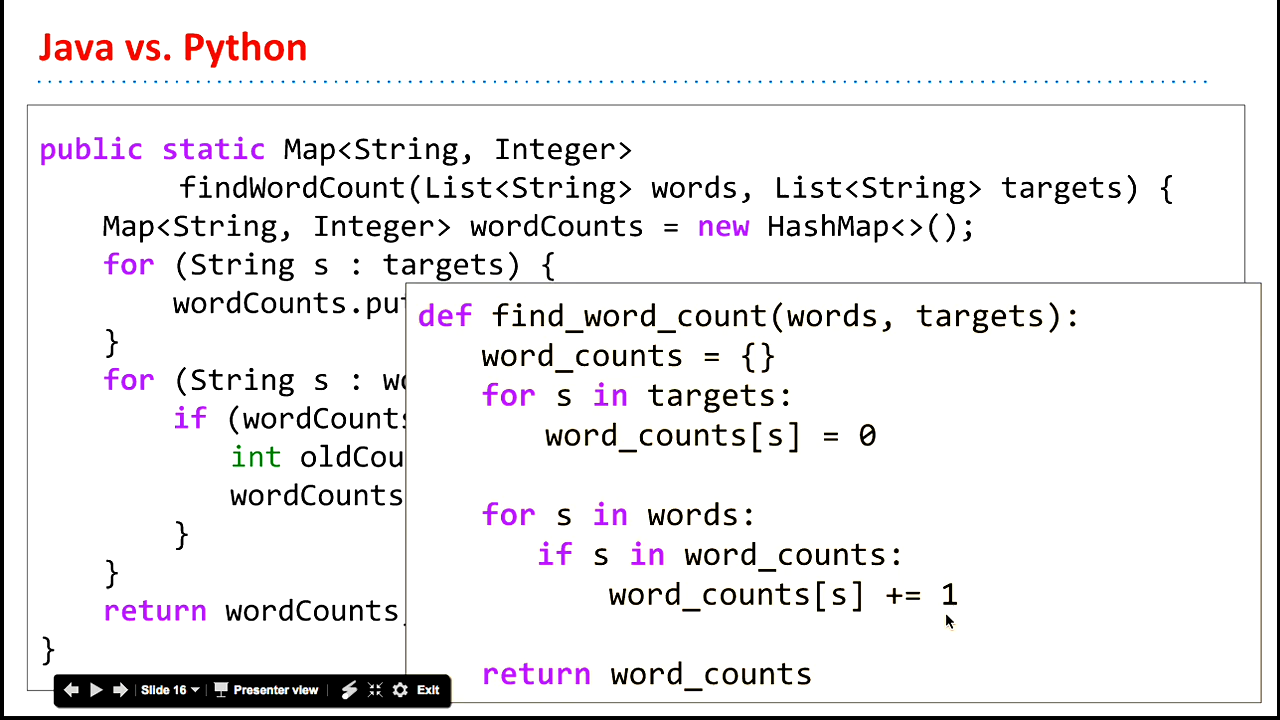 Java vs. Python
public static Map<String, Integer>
findWordCount(List<String> words, List<String> targets) {
Map<String, Integer> wordCounts = new HashMap<>();
for (String s : targets) {
wordCounts.put
}
for (String s : wo
if (wordCounts
int oldCou
wordCounts
}
}
return wordCounts
}
def find_word_count(words, targets):
word_counts = {}
for s in targets:
word_counts[s] = 0
for s in words:
if s in word_counts:
word_counts[s] += 1
return word_counts
Slide 16 Presenter view Exit